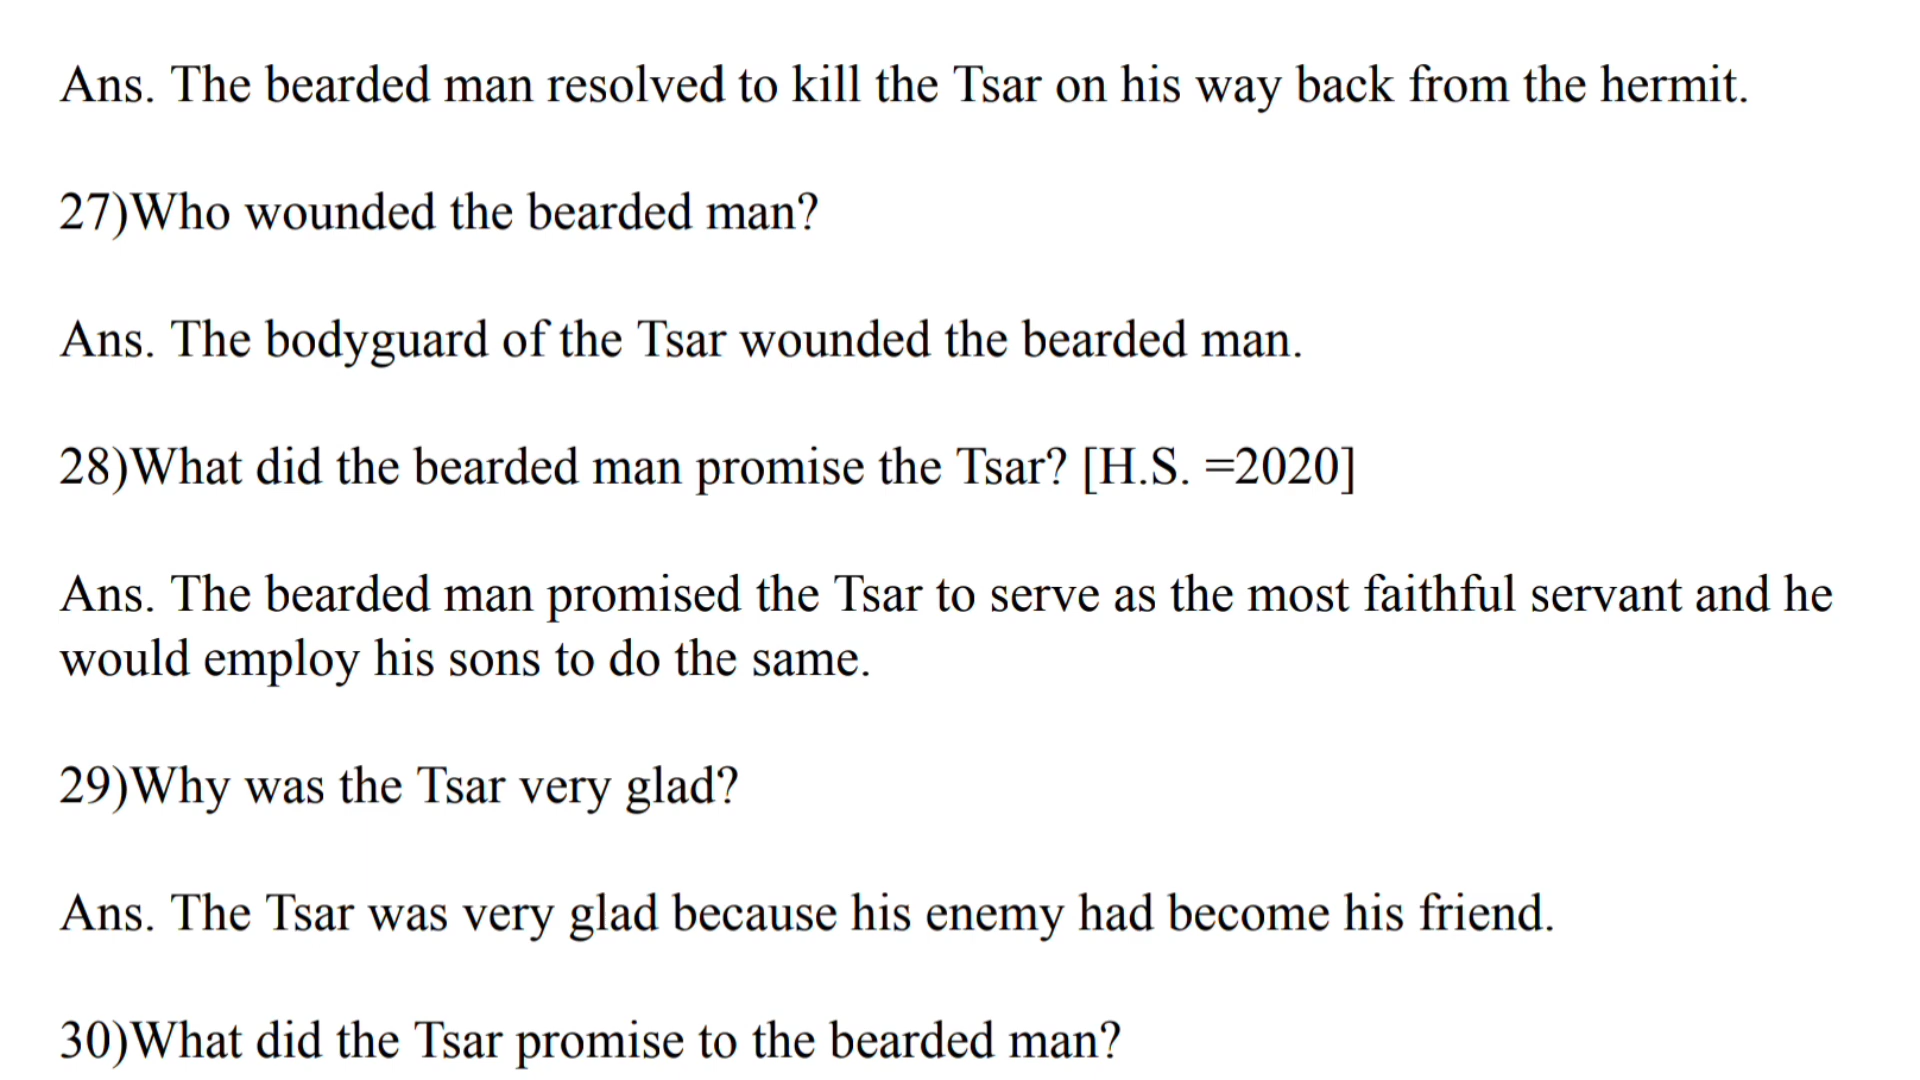 Ans. The bearded man resolved to kill the Tsar on his way back from the hermit.
27)Who wounded the bearded man?
Ans. The bodyguard of the Tsar wounded the bearded man.
28)What did the bearded man promise the Tsar? [H.S. =2020]
Ans. The bearded man promised the Tsar to serve as the most faithful servant and he
would employ his sons to do the same.
29)Why was the Tsar very glad?
Ans. The Tsar was very glad because his enemy had become his friend.
30)What did the Tsar promise to the bearded man?